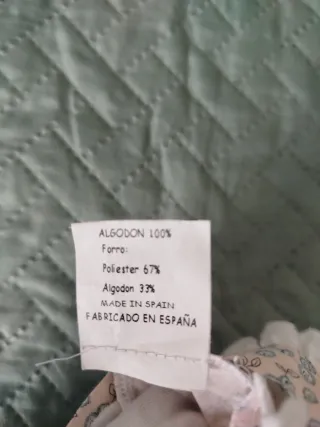 ALGODON 100%
Forro:
Poliester 67%
Algodon 33%
MADE IN SPAIN
FABRICADO EN ESPAÑA